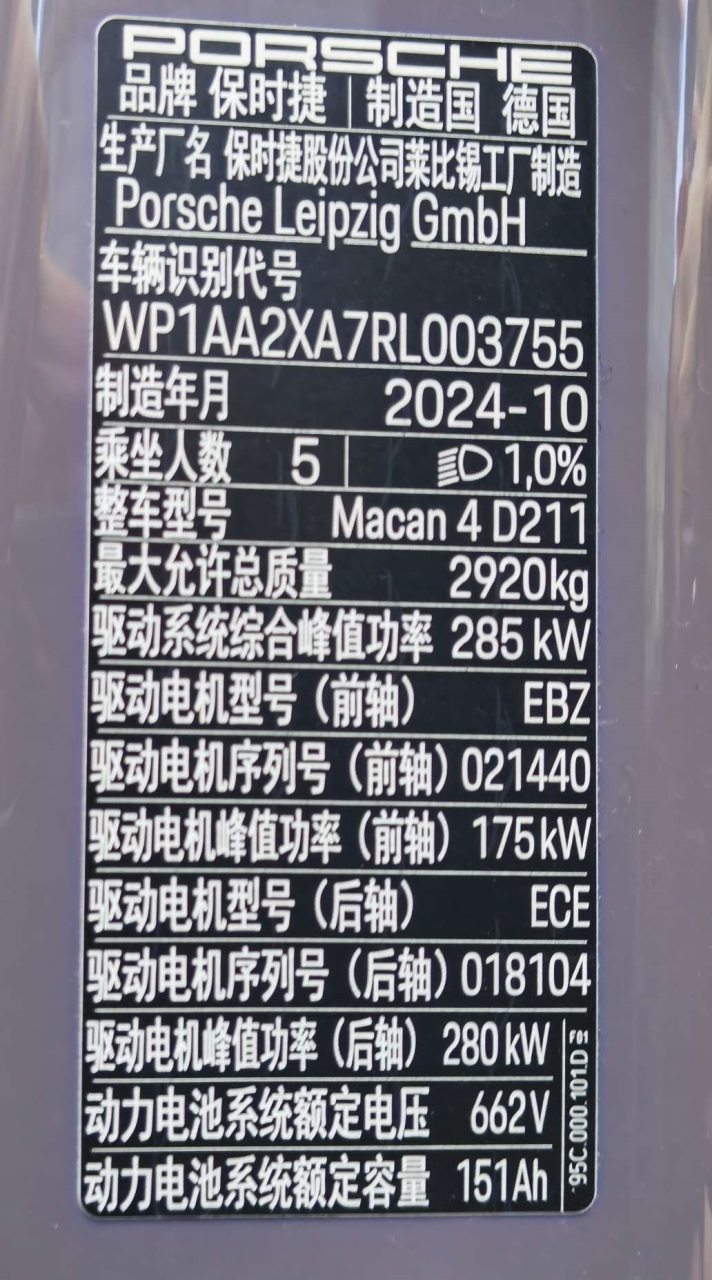 PORSCHE
品牌 保时捷 制造国 德国
生产厂名 保时捷股份公司莱比锡工厂制造
Porsche Leipzig GmbH
车辆识别代号
WP1AA2XA7RL003755
制造年月 2024-10
乘坐人数 5 1,0%
整车型号 Macan 4 D211
最大允许总质量 2920kg
驱动系统综合峰值功率 285 kW
驱动电机型号（前轴） EBZ
驱动电机序列号（前轴）021440
驱动电机峰值功率（前轴）175kW
驱动电机型号（后轴） ECE
驱动电机序列号（后轴）018104
驱动电机峰值功率（后轴）280 kW
动力电池系统额定电压 662V
动力电池系统额定容量 151Ah
95C.000.101.D F01